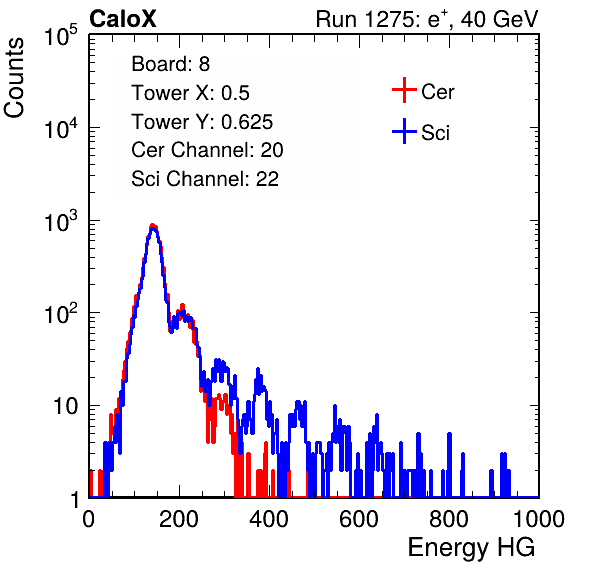 CaloX Run 1275: e⁺, 40 GeV
Board: 8
Tower X: 0.5
Tower Y: 0.625
Cer Channel: 20
Sci Channel: 22
Cer
Sci
Counts
10⁵
10⁴
10³
10²
10
1
0 200 400 600 800 1000
Energy HG